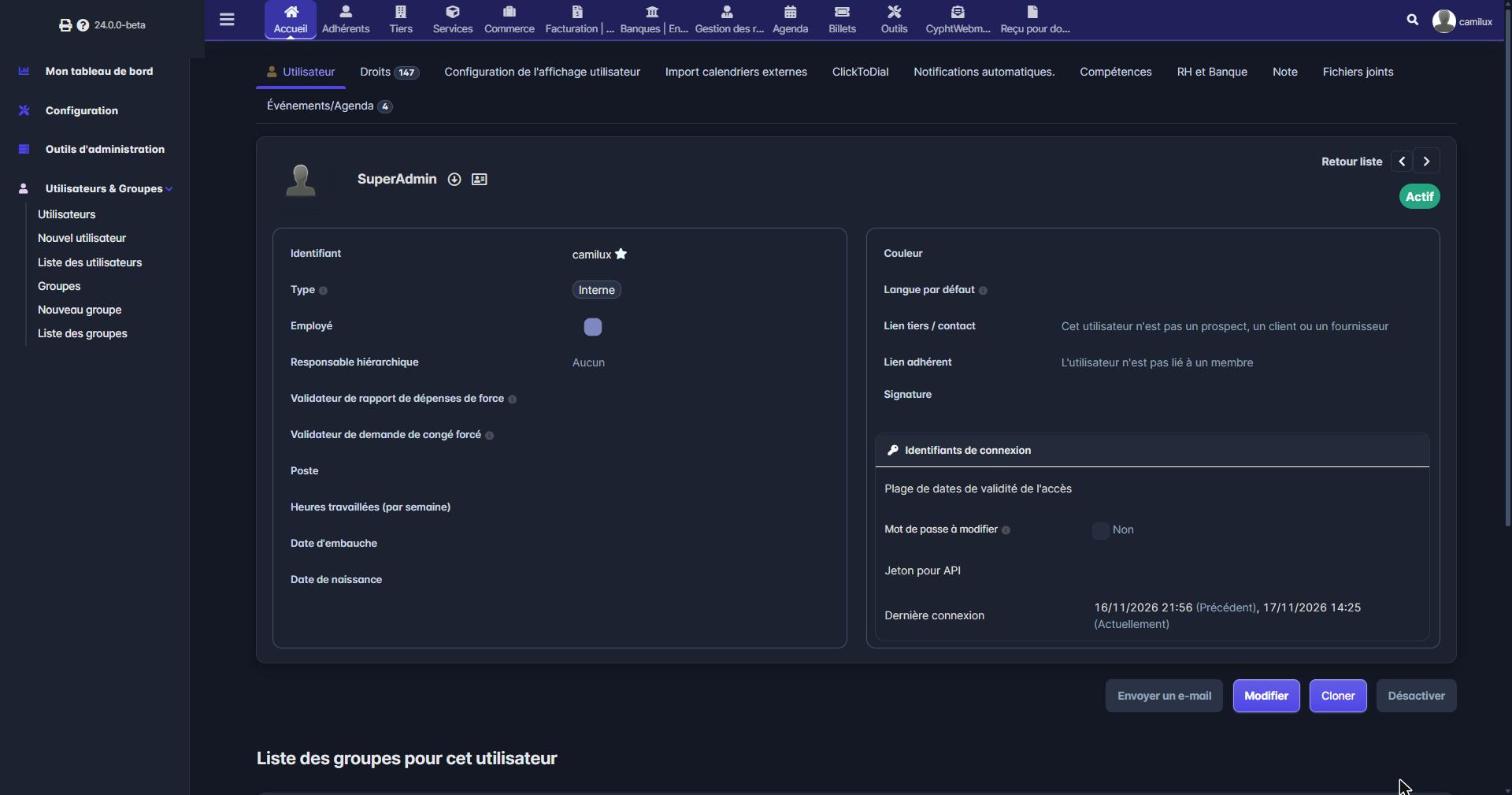 24.0.0-beta
Accueil
Adhérents
Tiers
Services
Commerce
Facturation | ...
Banques | En...
Gestion des r...
Agenda
Billets
Outils
CyphtWebm...
Reçu pour do...
camilux
Mon tableau de bord
Configuration
Outils d'administration
Utilisateurs & Groupes
Utilisateurs
Nouvel utilisateur
Liste des utilisateurs
Groupes
Nouveau groupe
Liste des groupes
Utilisateur
Droits 147
Configuration de l'affichage utilisateur
Import calendriers externes
ClickToDial
Notifications automatiques.
Compétences
RH et Banque
Note
Fichiers joints
Événements/Agenda 4
SuperAdmin
Retour liste
Actif
Identifiant camilux
Type Interne
Employé
Responsable hiérarchique Aucun
Validateur de rapport de dépenses de force
Validateur de demande de congé forcé
Poste
Heures travaillées (par semaine)
Date d'embauche
Date de naissance
Couleur
Langue par défaut
Lien tiers / contact Cet utilisateur n'est pas un prospect, un client ou un fournisseur
Lien adhérent L'utilisateur n'est pas lié à un membre
Signature
Identifiants de connexion
Plage de dates de validité de l'accès
Mot de passe à modifier Non
Jeton pour API
Dernière connexion 16/11/2026 21:56 (Précédent), 17/11/2026 14:25
(Actuellement)
Envoyer un e-mail
Modifier
Cloner
Désactiver
Liste des groupes pour cet utilisateur